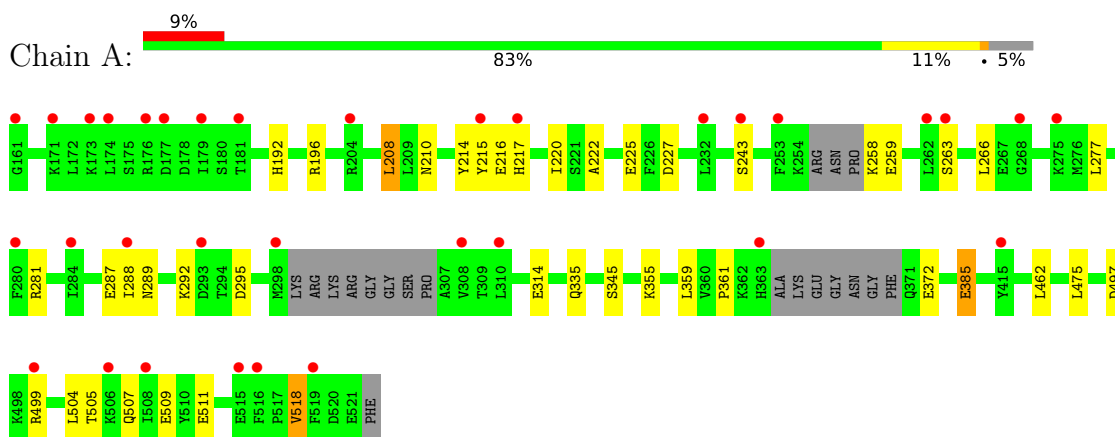 9%
Chain A:
83% 11% • 5%
G161 K171 L172 K173 L174 S175 R176 D177 D178 I179 S180 T181 H192 R196 R204 L208 L209 N210 Y214 Y215 E216 H217 I220 S221 A222 E225 F226 D227 L232 S243 F253 K254 ARG ASN PRO K258 E259 L262 S263 L266 E267 G268 K275 M276 L277
F280 R281 I284 E287 I288 N289 K292 D293 T294 D295 M298 LYS ARG LYS ARG GLY GLY SER PRO A307 V308 T309 L310 E314 Q335 S345 K355 L359 V360 P361 K362 H363 ALA LYS GLU GLY ASN GLY PHE Q371 E372 E385 Y415 L462 L475
K498 R499 L504 T505 K506 Q507 I508 E509 Y510 E511 E515 F516 P517 V518 F519 D520 E521 PHE